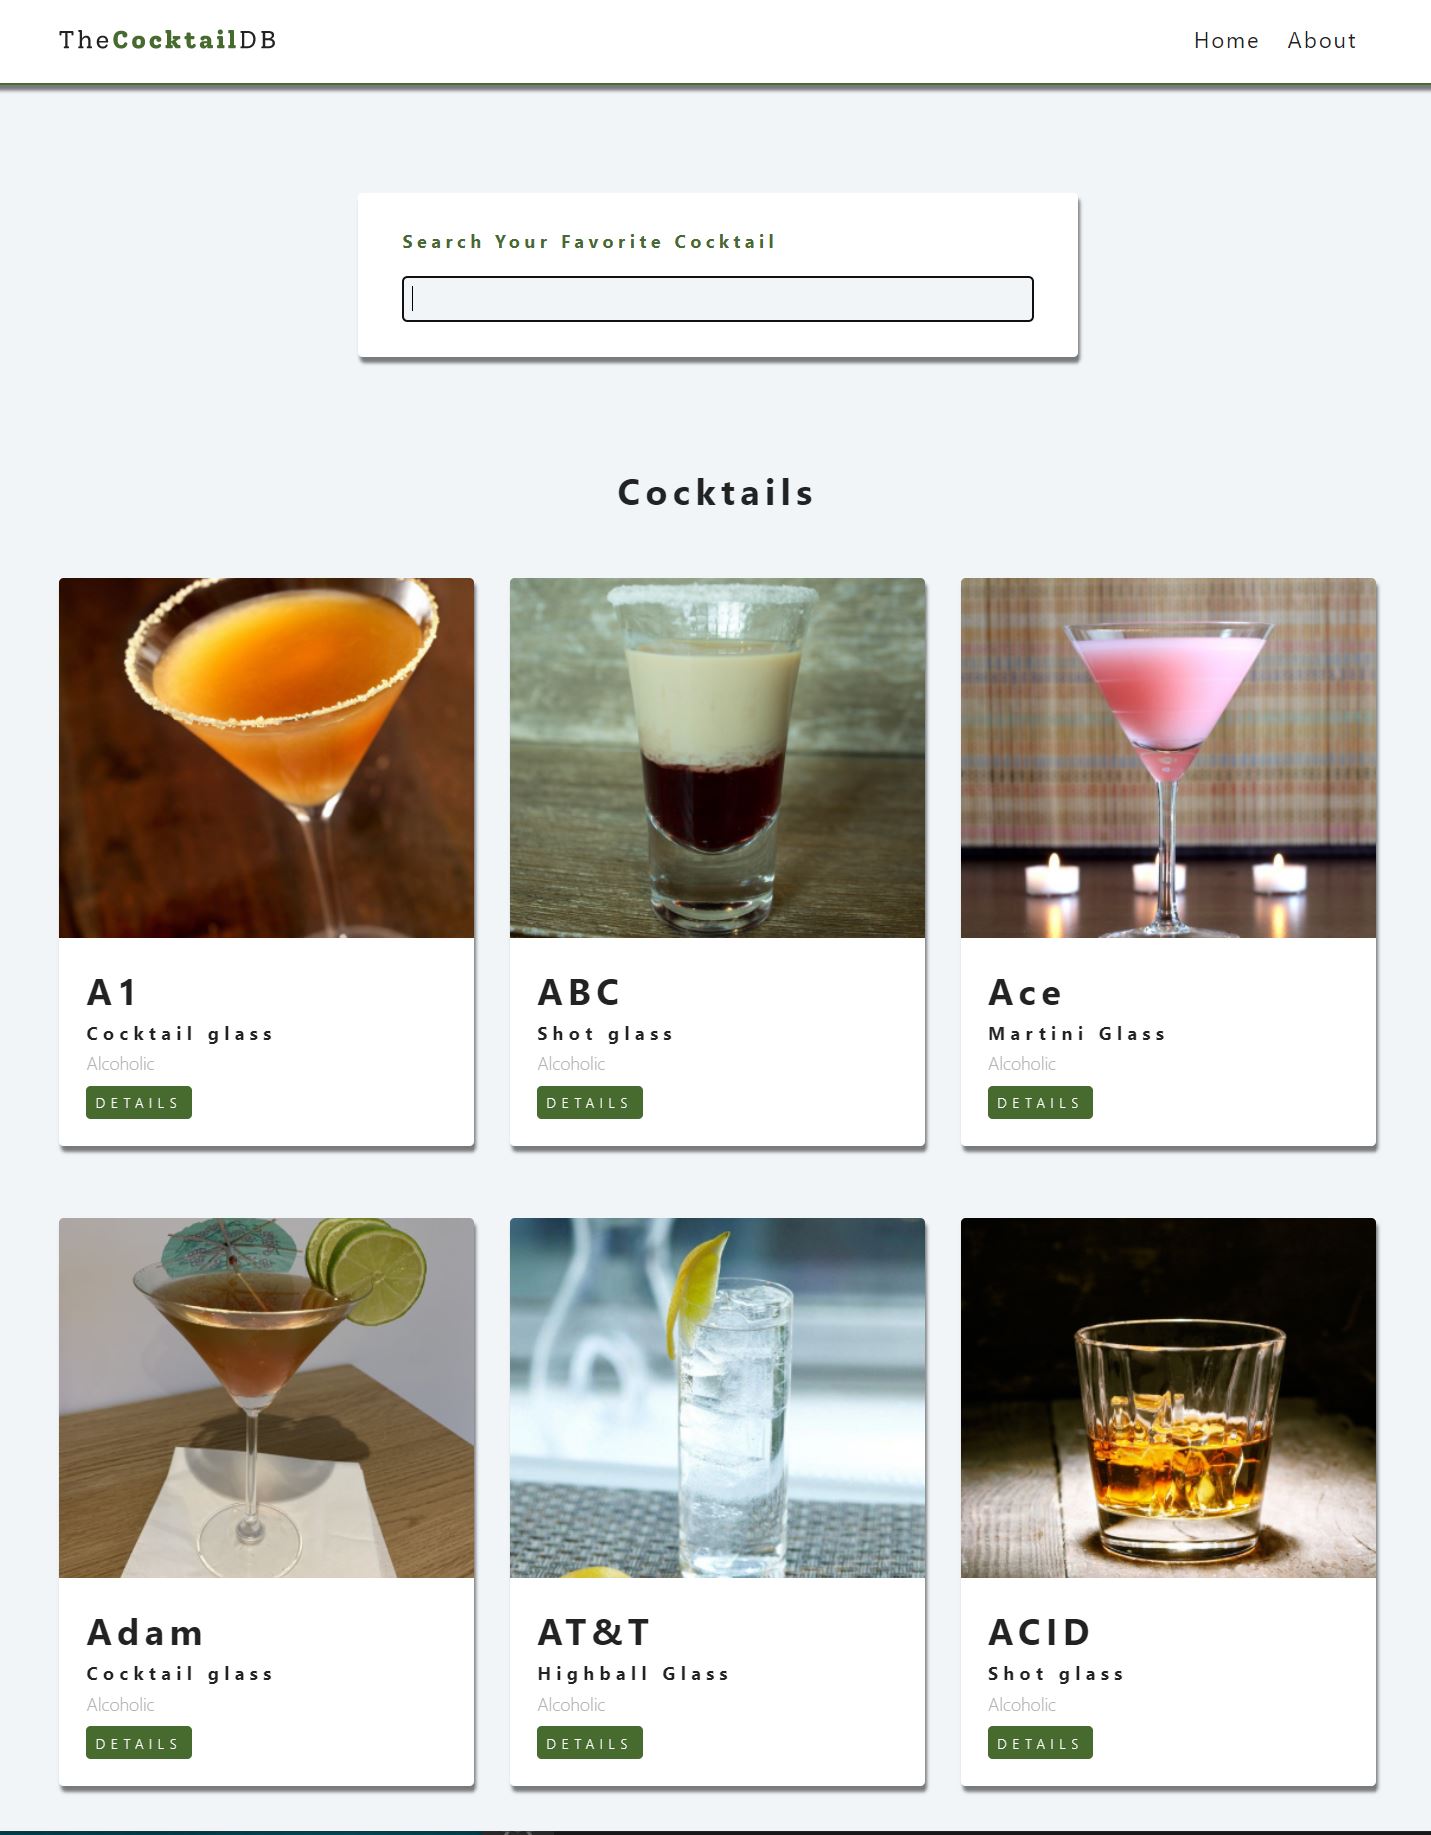 TheCocktailDB
Home About
Search Your Favorite Cocktail
Cocktails
A1
Cocktail glass
Alcoholic
DETAILS
ABC
Shot glass
Alcoholic
DETAILS
Ace
Martini Glass
Alcoholic
DETAILS
Adam
Cocktail glass
Alcoholic
DETAILS
AT&T
Highball Glass
Alcoholic
DETAILS
ACID
Shot glass
Alcoholic
DETAILS